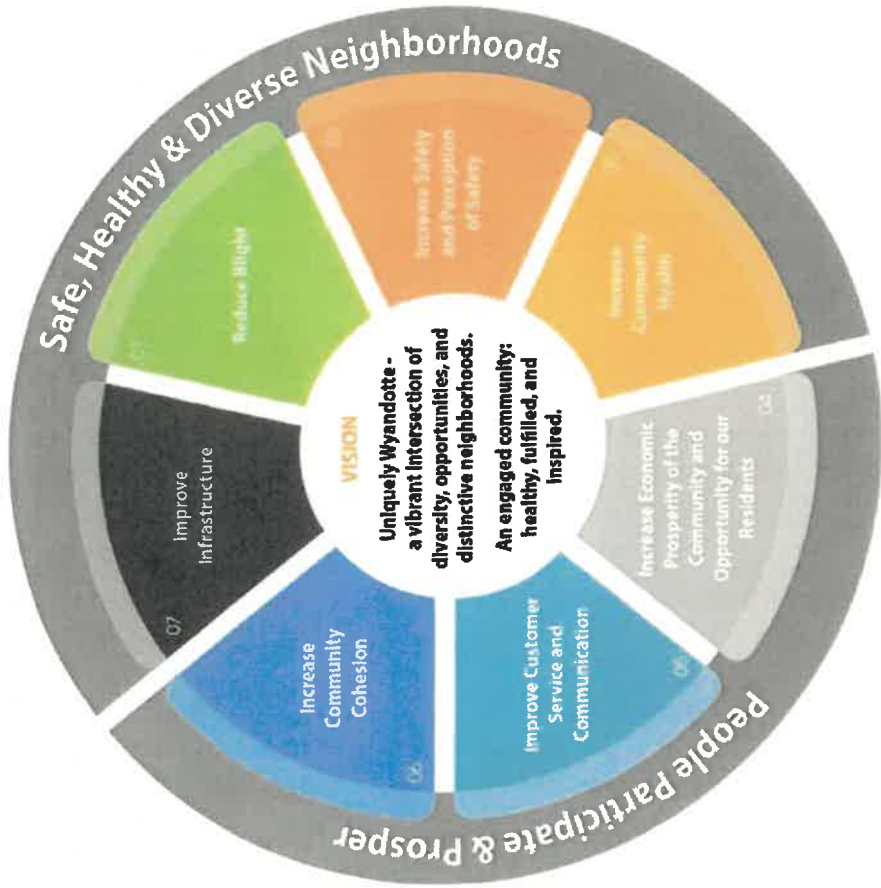 Safe, Healthy & Diverse Neighborhoods
People Participate & Prosper
VISION
Uniquely Wyandotte -
a vibrant Intersection of
diversity, opportunities, and
distinctive neighborhoods.
An engaged community:
healthy, fulfilled, and
inspired.
01
Reduce Blight
Increase Safety
and Perception
of Safety
Increase
Community
Health
04
Increase Economic
Prosperity of the
Community and
Opportunity for our
Residents
05
Improve Customer
Service and
Communication
06
Increase
Community
Cohesion
07
Improve
Infrastructure